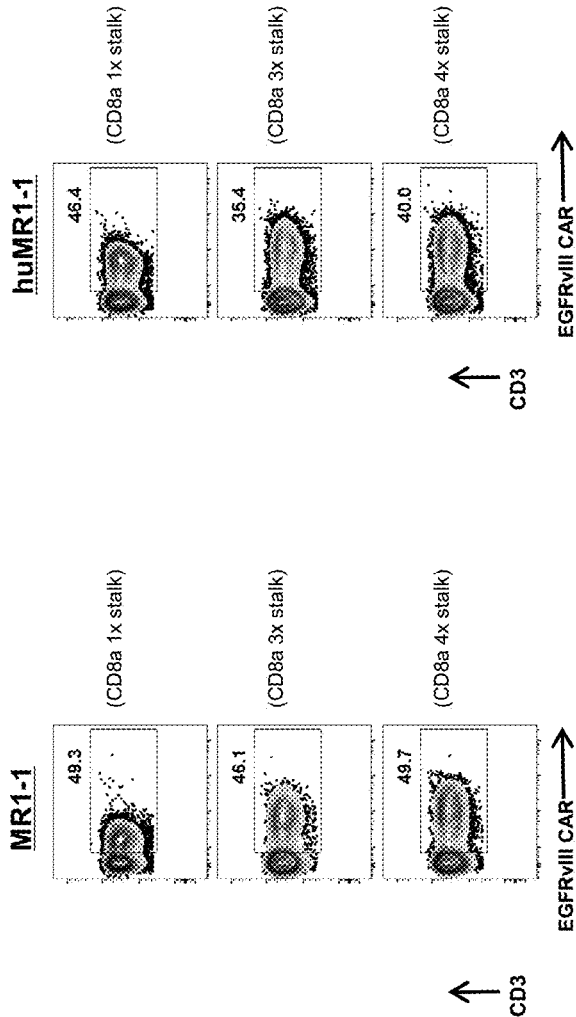 MR1-1
49.3
(CD8a 1x stalk)
46.1
(CD8a 3x stalk)
49.7
(CD8a 4x stalk)
CD3
EGFRvIII CAR
huMR1-1
46.4
(CD8a 1x stalk)
35.4
(CD8a 3x stalk)
40.0
(CD8a 4x stalk)
CD3
EGFRvIII CAR